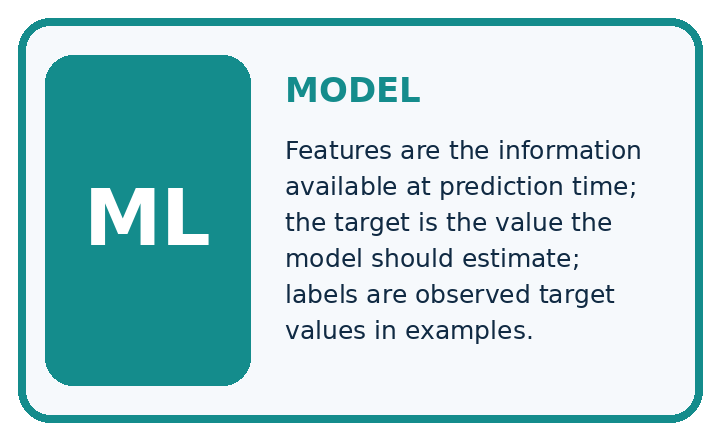 ML
MODEL
Features are the information
available at prediction time;
the target is the value the
model should estimate;
labels are observed target
values in examples.